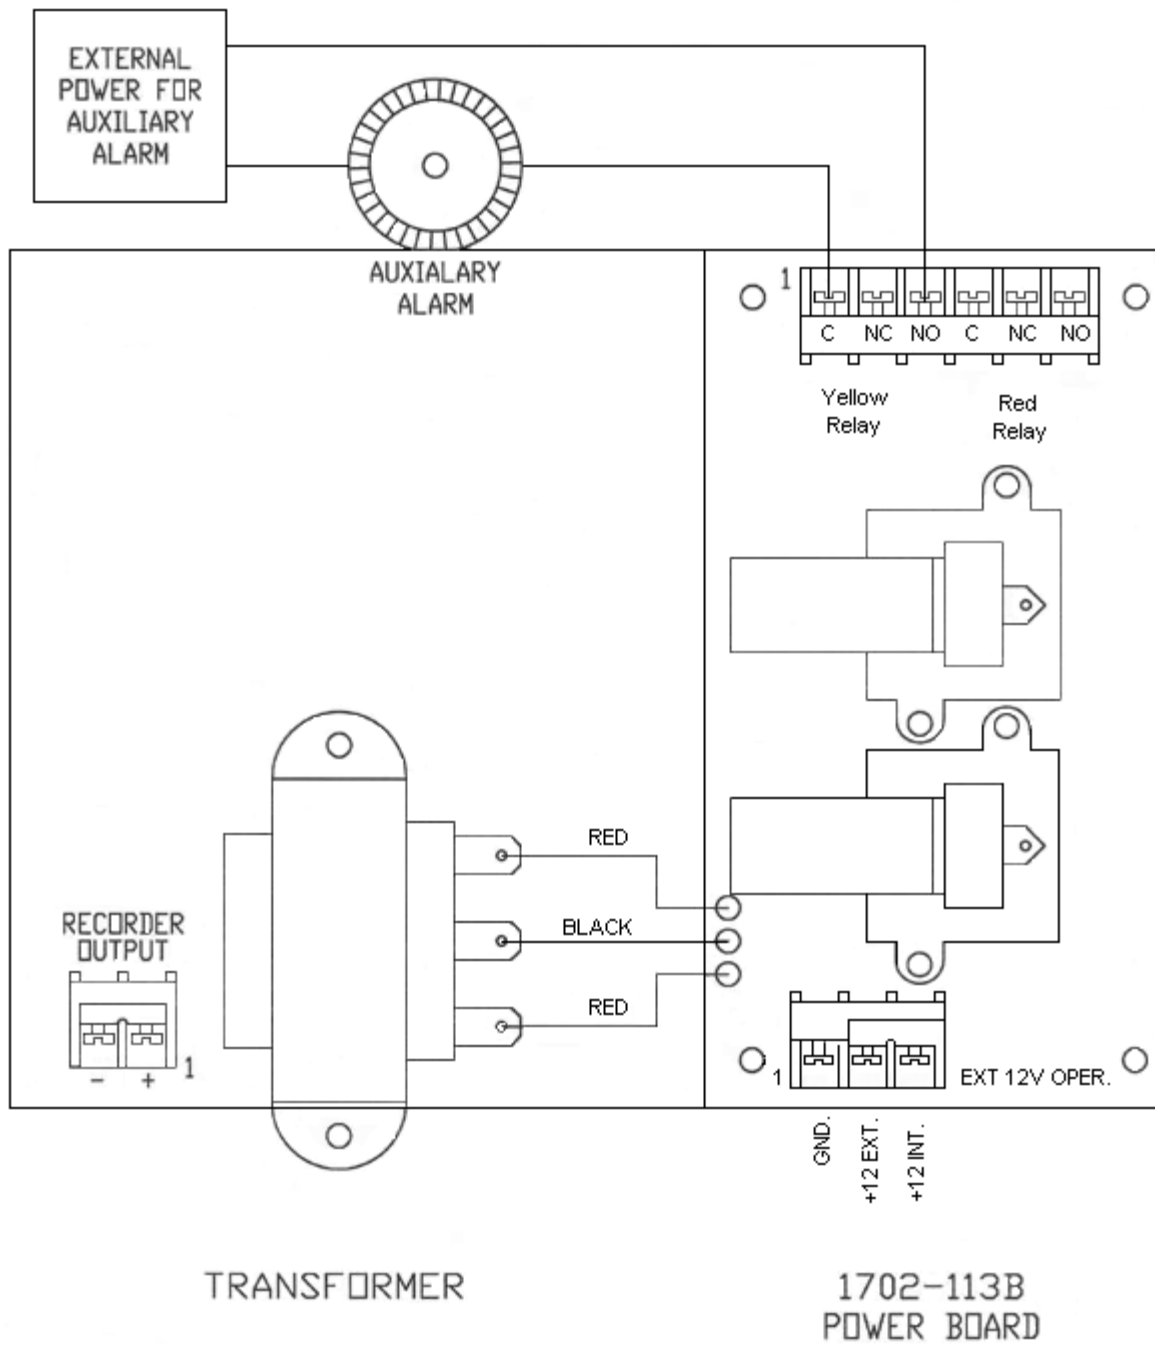 EXTERNAL
POWER FOR
AUXILIARY
ALARM
AUXIALARY
ALARM
1
C NC NO C NC NO
Yellow
Relay
Red
Relay
RED
BLACK
RED
RECORDER
OUTPUT
- + 1
1
EXT 12V OPER.
GND.
+12 EXT.
+12 INT.
TRANSFORMER
1702-113B
POWER BOARD